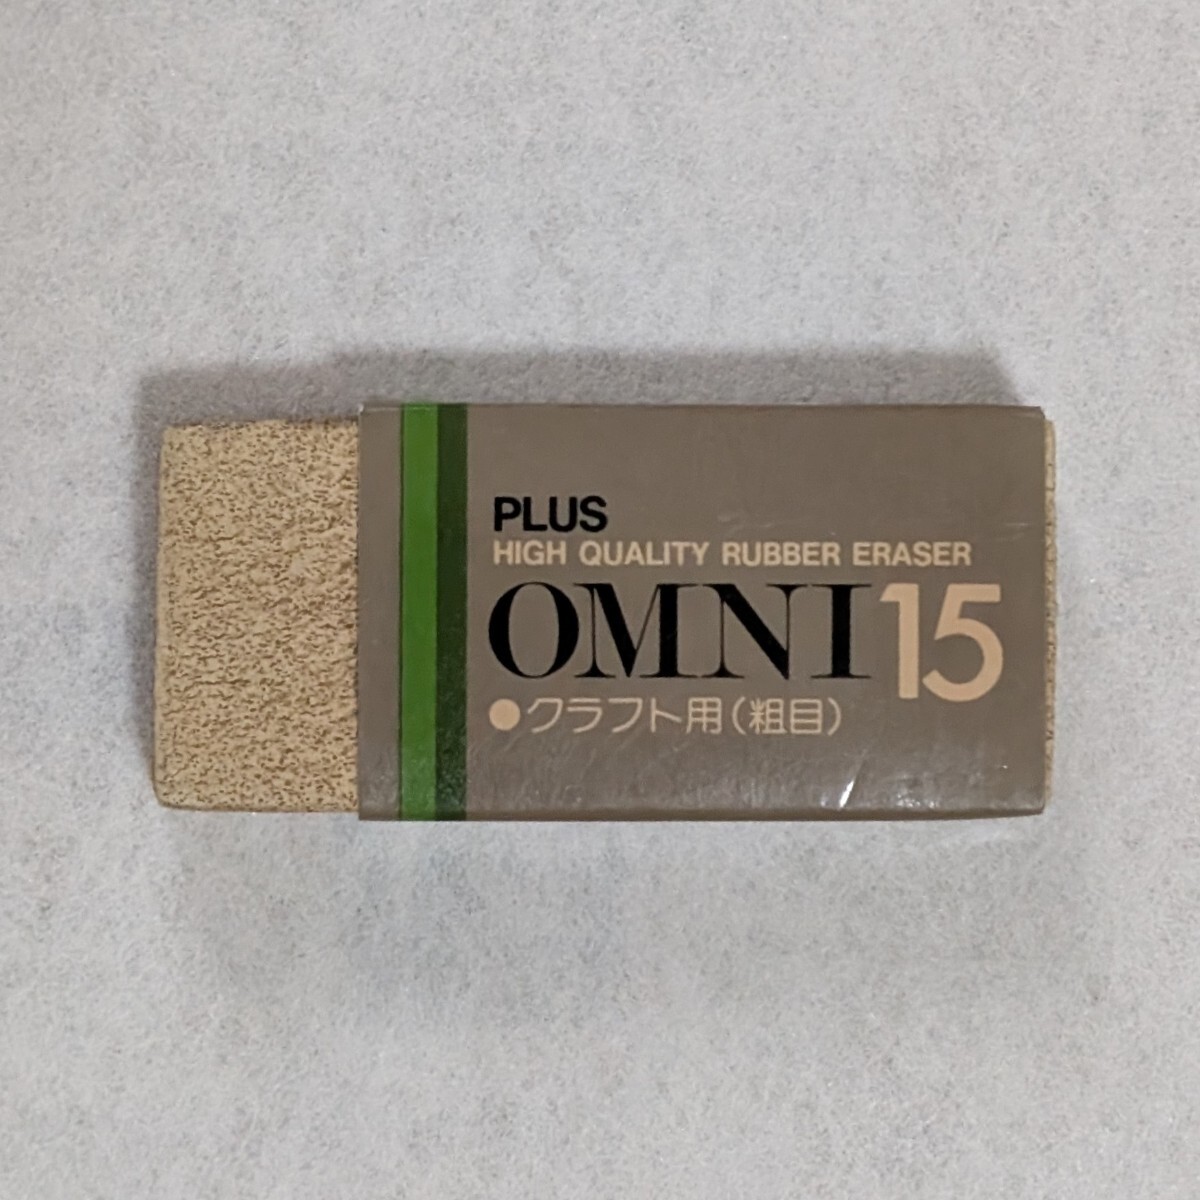 PLUS
HIGH QUALITY RUBBER ERASER
OMNI 15
●クラフト用(粗目)